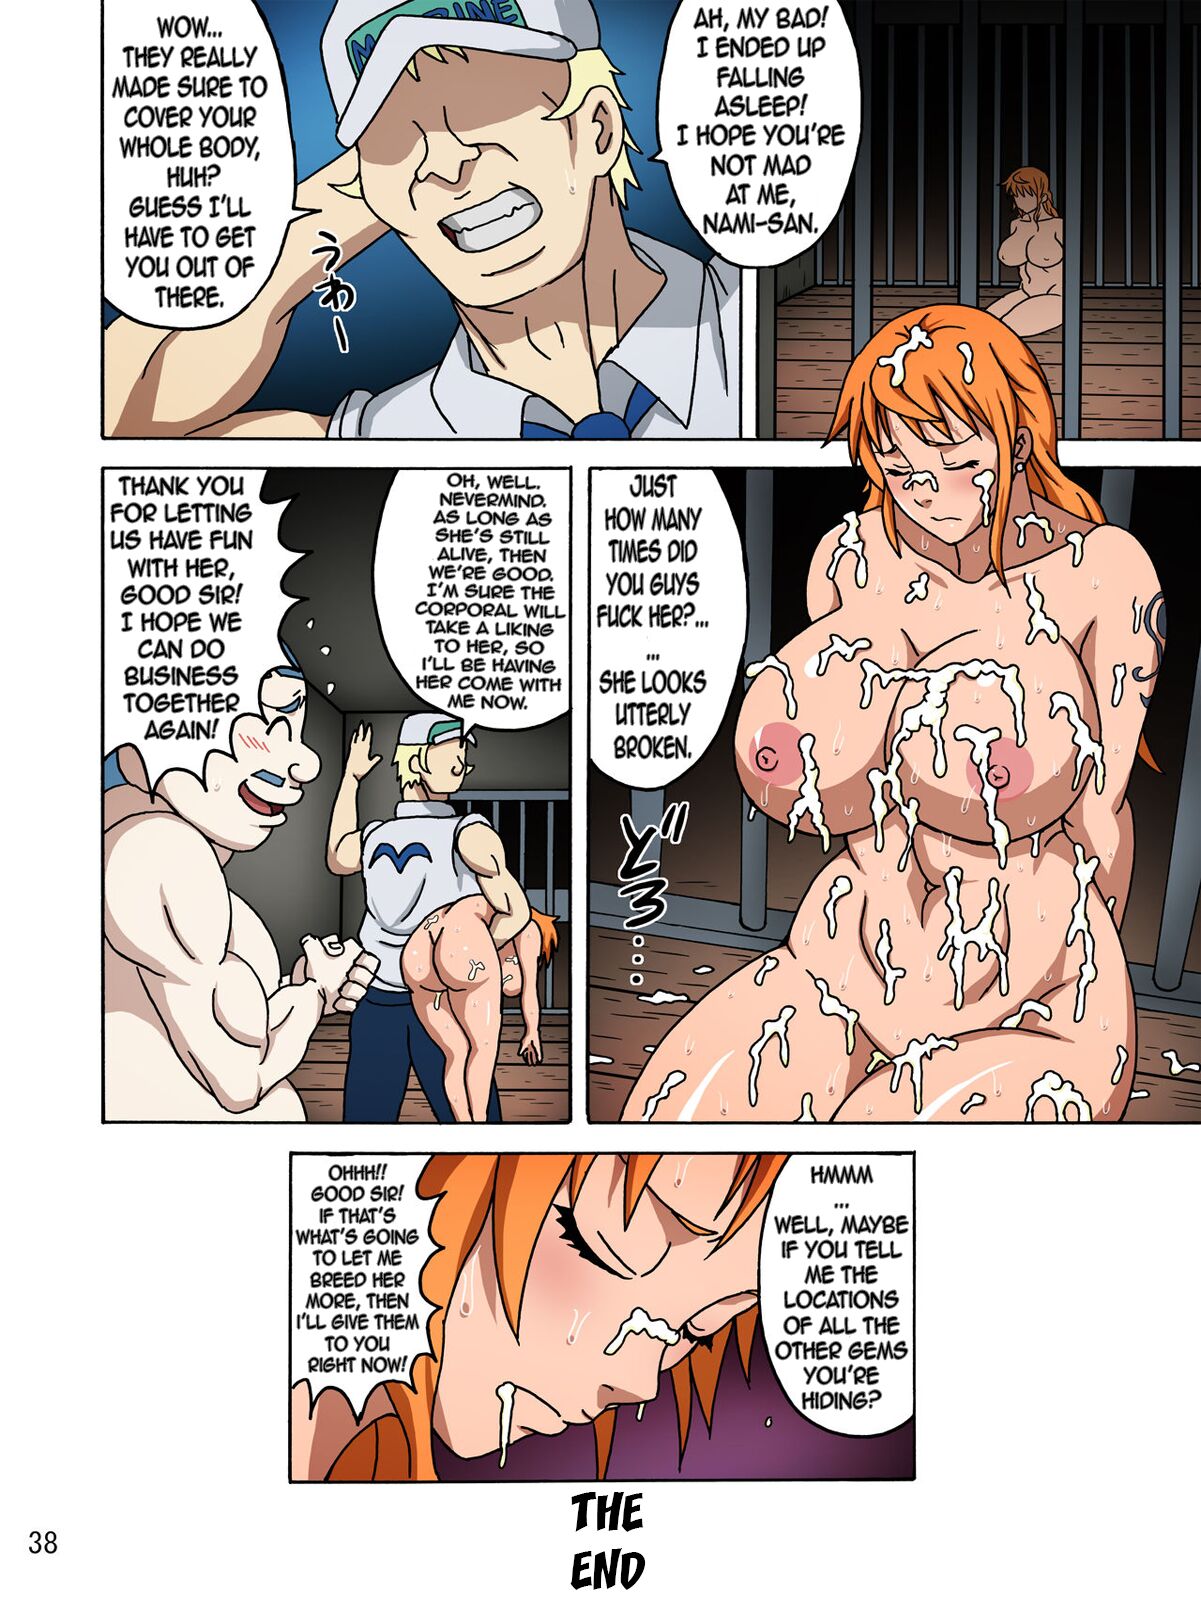 AH, MY BAD!
I ENDED UP
FALLING
ASLEEP!
I HOPE YOU'RE
NOT MAD
AT ME,
NAMI-SAN.
WOW...
THEY REALLY
MADE SURE TO
COVER YOUR
WHOLE BODY,
HUH?
GUESS I'LL
HAVE TO GET
YOU OUT OF
THERE.
うわー
JUST
HOW MANY
TIMES DID
YOU GUYS
FUCK HER?...
...
SHE LOOKS
UTTERLY
BROKEN.
ドロ…
OH, WELL.
NEVERMIND.
AS LONG AS
SHE'S STILL
ALIVE, THEN
WE'RE GOOD.
I'M SURE THE
CORPORAL WILL
TAKE A LIKING
TO HER, SO
I'LL BE HAVING
HER COME WITH
ME NOW.
THANK YOU
FOR LETTING
US HAVE FUN
WITH HER,
GOOD SIR!
I HOPE WE
CAN DO
BUSINESS
TOGETHER
AGAIN!
HMMM
...
WELL, MAYBE
IF YOU TELL
ME THE
LOCATIONS
OF ALL THE
OTHER GEMS
YOU'RE
HIDING?
OHHH!!
GOOD SIR!
IF THAT'S
WHAT'S GOING
TO LET ME
BREED HER
MORE, THEN
I'LL GIVE THEM
TO YOU
RIGHT NOW!
THE
END
38